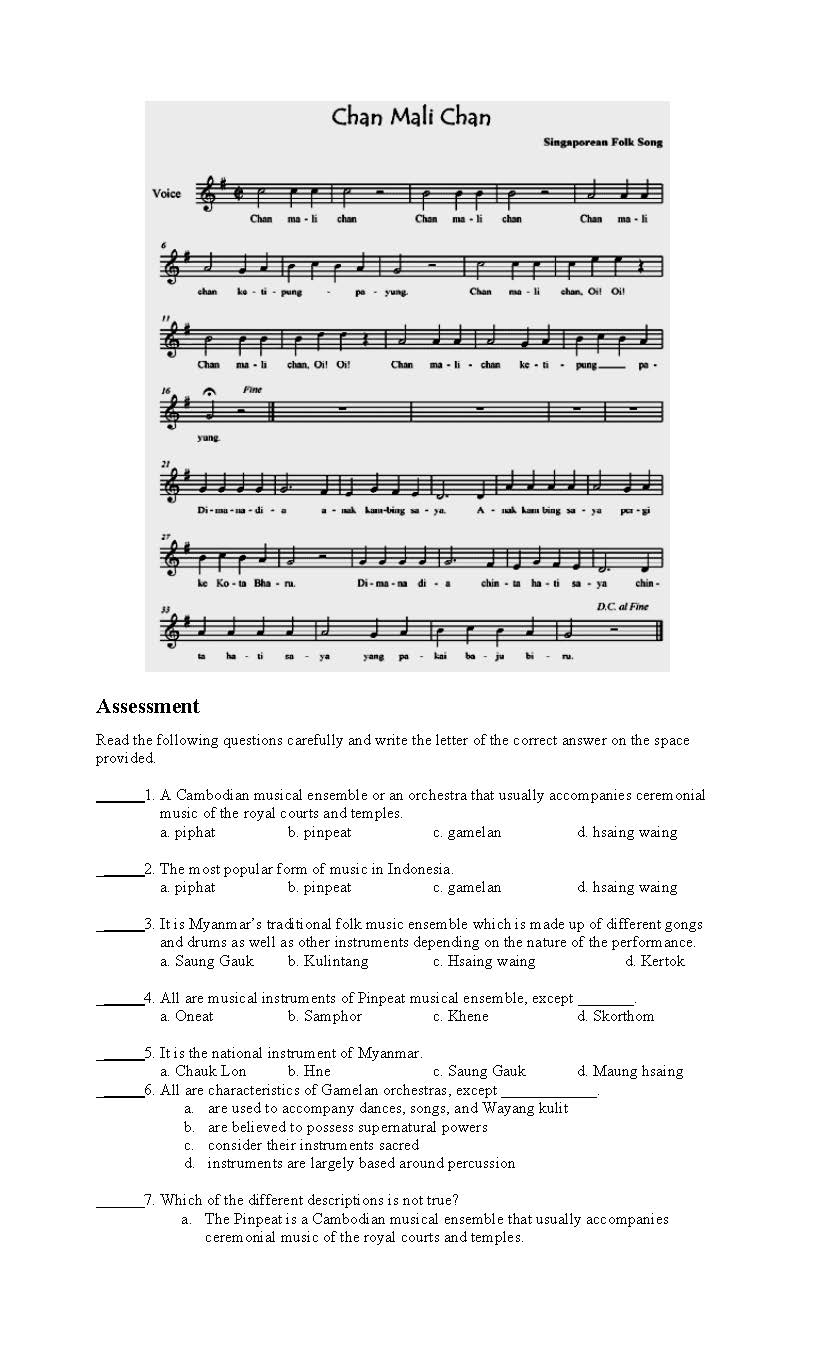 Chan Mali Chan
Singaporean Folk Song
Voice
Chan ma - li chan Chan ma - li chan Chan ma - li
6
chan ke - ti - pung - pa - yung. Chan ma - li chan, Oi! Oi!
11
Chan ma - li chan, Oi! Oi! Chan ma - li - chan ke - ti - pung pa -
16
Fine
yung.
21
Di - ma - na - di - a a - nak kam-bing sa - ya. A - nak kam bing sa - ya per - gi
27
ke Ko - ta Bha - ru. Di - ma - na di - a chin - ta ha - ti sa - ya chin-
33
D.C. al Fine
ta ha - ti sa - ya yang pa - kai ba - ju bi - ru.
Assessment
Read the following questions carefully and write the letter of the correct answer on the space
provided.
______1. A Cambodian musical ensemble or an orchestra that usually accompanies ceremonial
music of the royal courts and temples.
a. piphat b. pinpeat c. gamelan d. hsaing waing
______2. The most popular form of music in Indonesia.
a. piphat b. pinpeat c. gamelan d. hsaing waing
______3. It is Myanmar’s traditional folk music ensemble which is made up of different gongs
and drums as well as other instruments depending on the nature of the performance.
a. Saung Gauk b. Kulintang c. Hsaing waing d. Kertok
______4. All are musical instruments of Pinpeat musical ensemble, except _______.
a. Oneat b. Samphor c. Khene d. Skorthom
______5. It is the national instrument of Myanmar.
a. Chauk Lon b. Hne c. Saung Gauk d. Maung hsaing
______6. All are characteristics of Gamelan orchestras, except ____________.
a. are used to accompany dances, songs, and Wayang kulit
b. are believed to possess supernatural powers
c. consider their instruments sacred
d. instruments are largely based around percussion
______7. Which of the different descriptions is not true?
a. The Pinpeat is a Cambodian musical ensemble that usually accompanies
ceremonial music of the royal courts and temples.